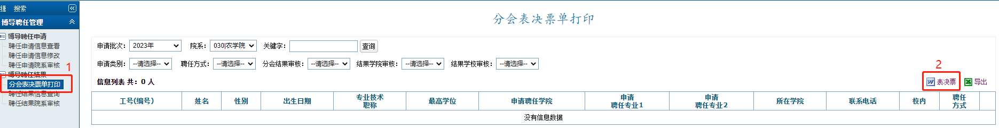 捷 搜索
博导聘任管理
博导聘任申请
聘任申请信息查看
聘任申请信息修改
聘任申请院系审核
1
博导聘任结果
分会表决票单打印
聘任结果信息查询
聘任结果院系审核
分会表决票单打印
申请批次： 2023年 院系： 030|农学院 关键字： 查询
申请类别： --请选择-- 聘任方式： --请选择-- 分会结果审核： --请选择-- 结果学院审核： --请选择-- 结果学校审核： --请选择--
2
信息列表 共：0 人 表决票 导出
工号(编号) 姓名 性别 出生日期 专业技术职称 最高学位 申请聘任学院 申请聘任专业1 申请聘任专业2 所在学院 联系电话 校内 聘任方式
没有信息数据